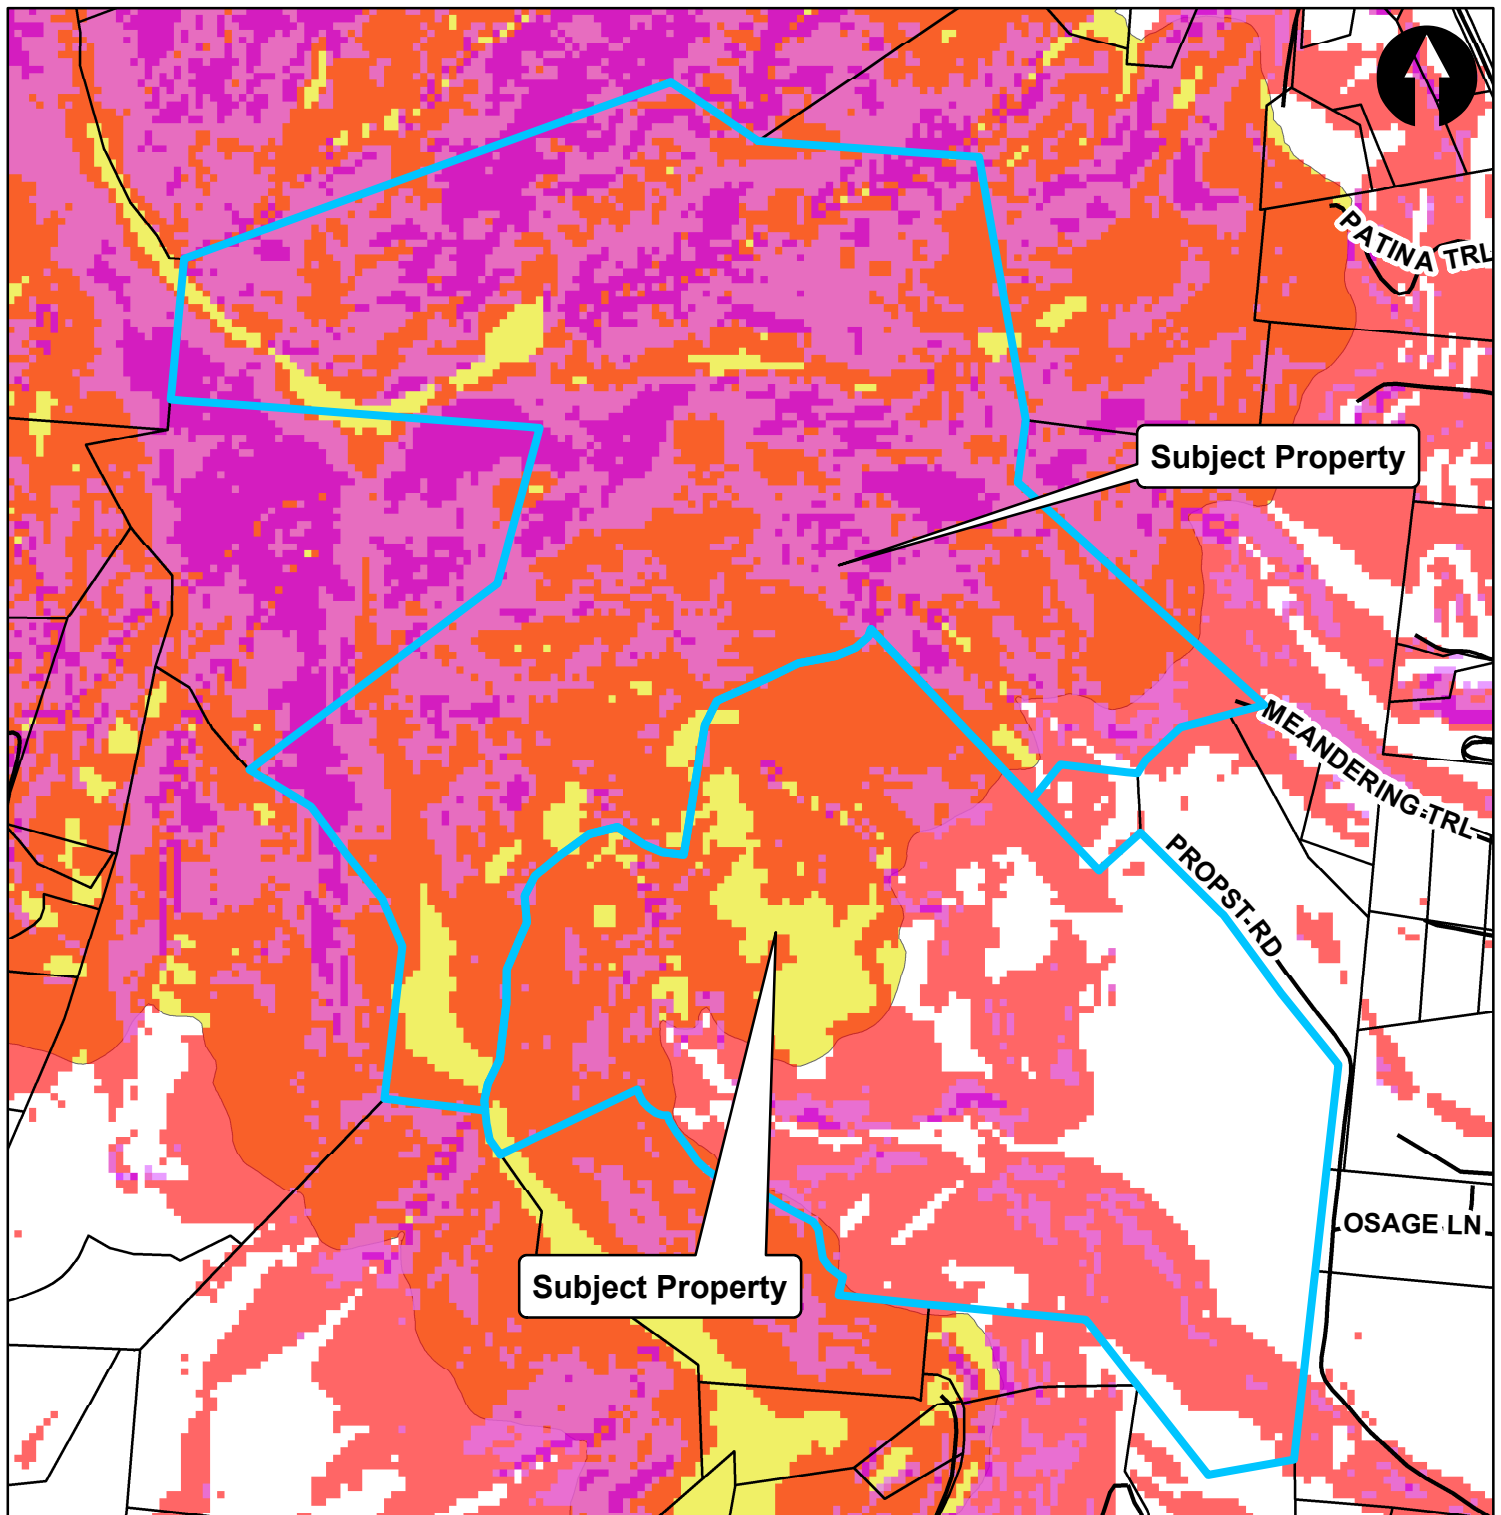 PATINA TRL
Subject Property
MEANDERING TRL
PROPST RD
OSAGE LN
Subject Property